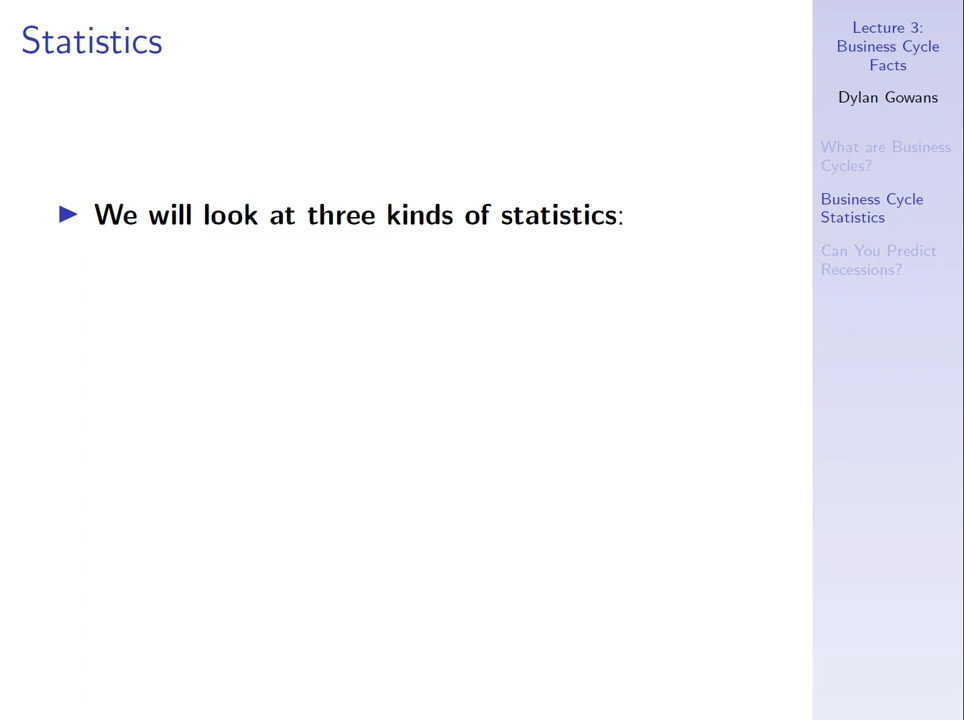 Statistics
We will look at three kinds of statistics:
Lecture 3:
Business Cycle
Facts
Dylan Gowans
What are Business
Cycles?
Business Cycle
Statistics
Can You Predict
Recessions?